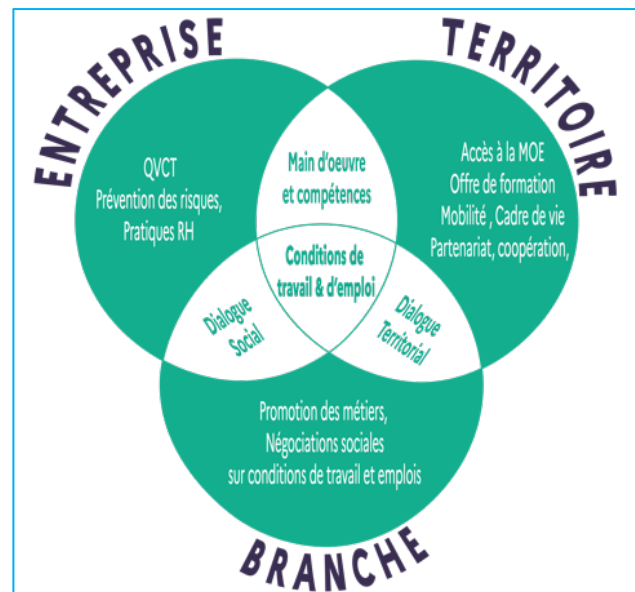 ENTREPRISE
TERRITOIRE
QVCT
Prévention des risques,
Pratiques RH
Main d'oeuvre
et compétences
Accès à la MOE
Offre de formation
Mobilité , Cadre de vie
Partenariat, coopération,
Conditions de
travail & d'emploi
Dialogue
Social
Dialogue
Territorial
Promotion des métiers,
Négociations sociales
sur conditions de travail et emplois
BRANCHE